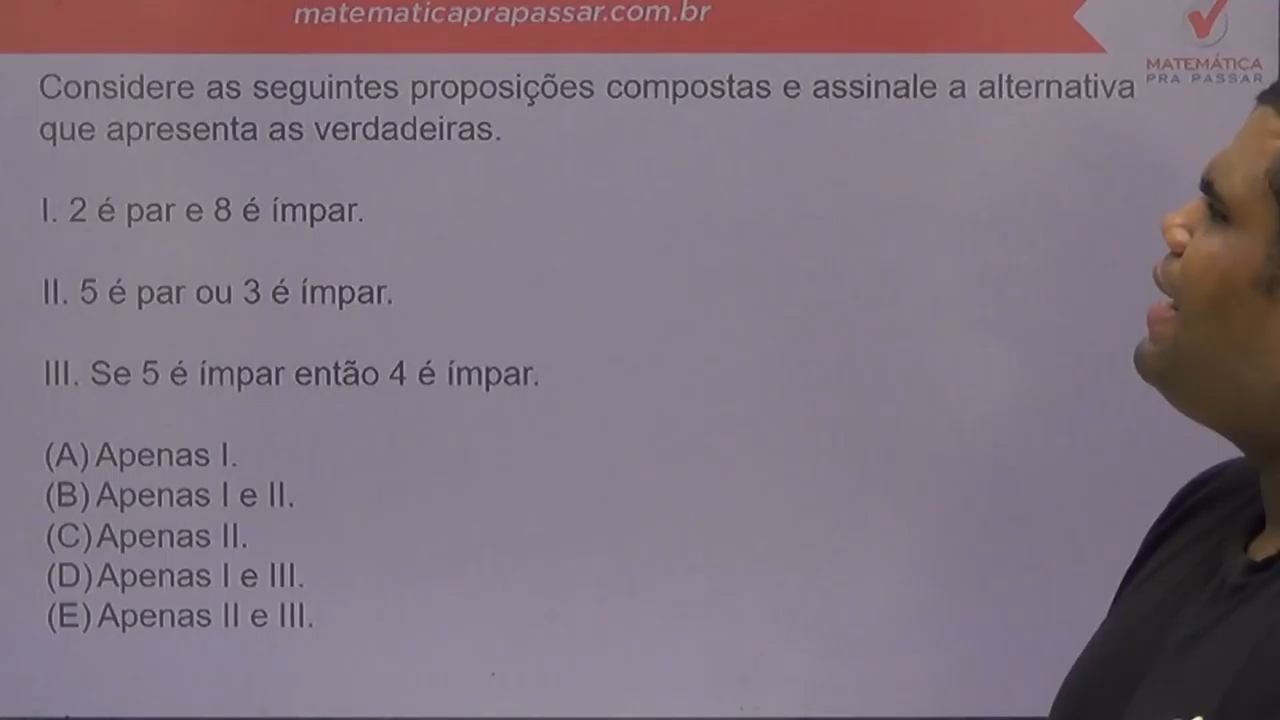 matematicaprapassar.com.br
MATEMÁTICA
PRA PASSAR
Considere as seguintes proposições compostas e assinale a alternativa
que apresenta as verdadeiras.
I. 2 é par e 8 é ímpar.
II. 5 é par ou 3 é ímpar.
III. Se 5 é ímpar então 4 é ímpar.
(A) Apenas I.
(B) Apenas I e II.
(C) Apenas II.
(D) Apenas I e III.
(E) Apenas II e III.